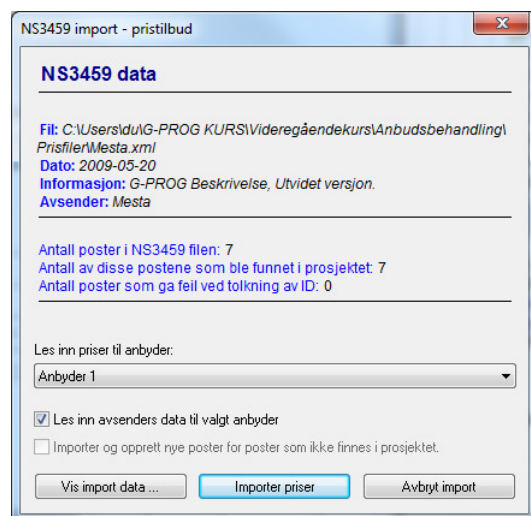 NS3459 import - pristilbud
NS3459 data
Fil: C:\Users\du\G-PROG KURS\Videregåendekurs\Anbudsbehandling\
Prisfiler\Mesta.xml
Dato: 2009-05-20
Informasjon: G-PROG Beskrivelse, Utvidet versjon.
Avsender: Mesta
Antall poster i NS3459 filen: 7
Antall av disse postene som ble funnet i prosjektet: 7
Antall poster som ga feil ved tolkning av ID: 0
Les inn priser til anbyder:
Anbyder 1
Les inn avsenders data til valgt anbyder
Importer og opprett nye poster for poster som ikke finnes i prosjektet.
Vis import data ... Importer priser Avbryt import